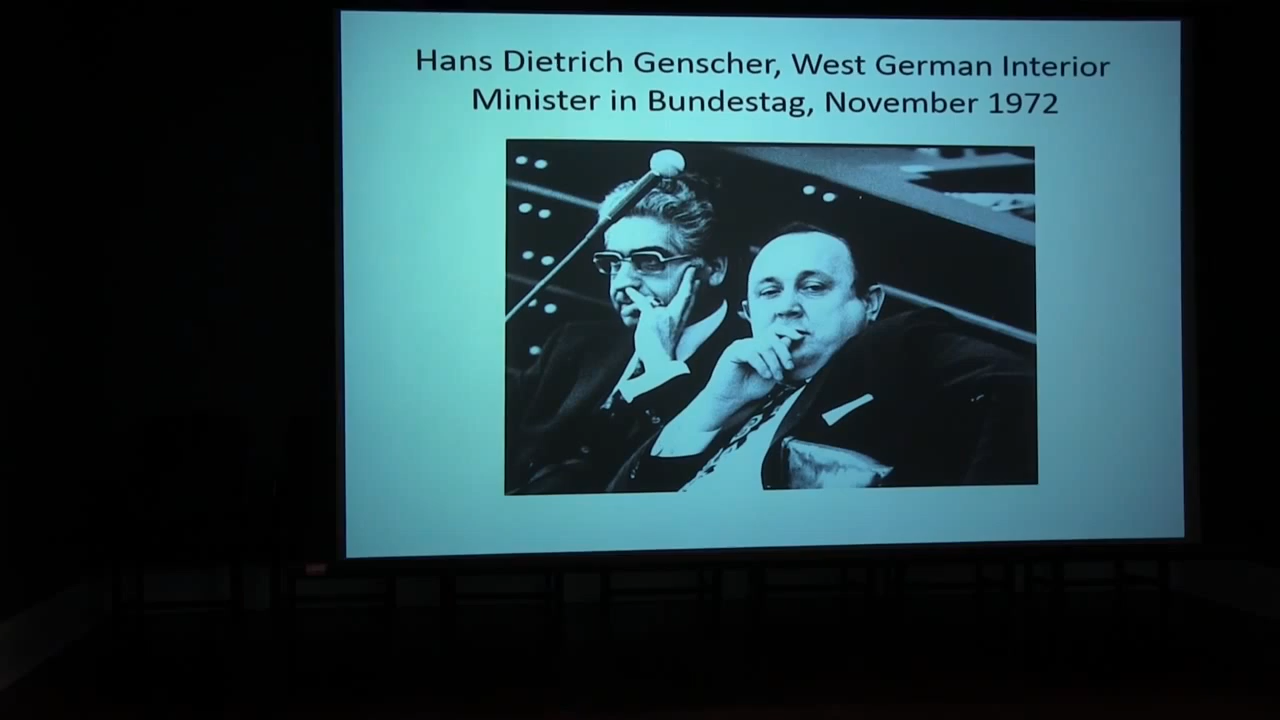 Hans Dietrich Genscher, West German Interior
Minister in Bundestag, November 1972